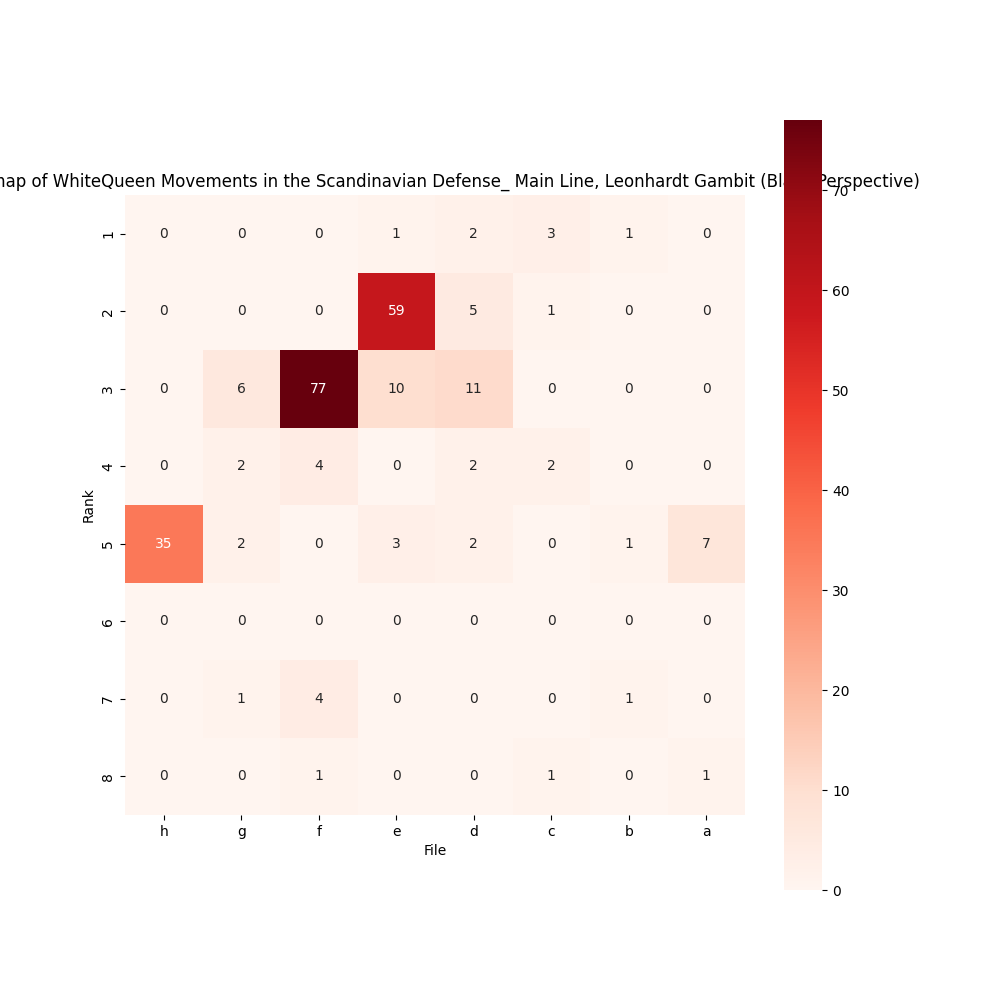 map of WhiteQueen Movements in the Scandinavian Defense_ Main Line, Leonhardt Gambit (Black Perspective)
1 0 0 0 1 2 3 1 0
2 0 0 0 59 5 1 0 0
3 0 6 77 10 11 0 0 0
4 0 2 4 0 2 2 0 0
5 35 2 0 3 2 0 1 7
6 0 0 0 0 0 0 0 0
7 0 1 4 0 0 0 1 0
8 0 0 1 0 0 1 0 1
h g f e d c b a
File
Rank
70
60
50
40
30
20
10
0